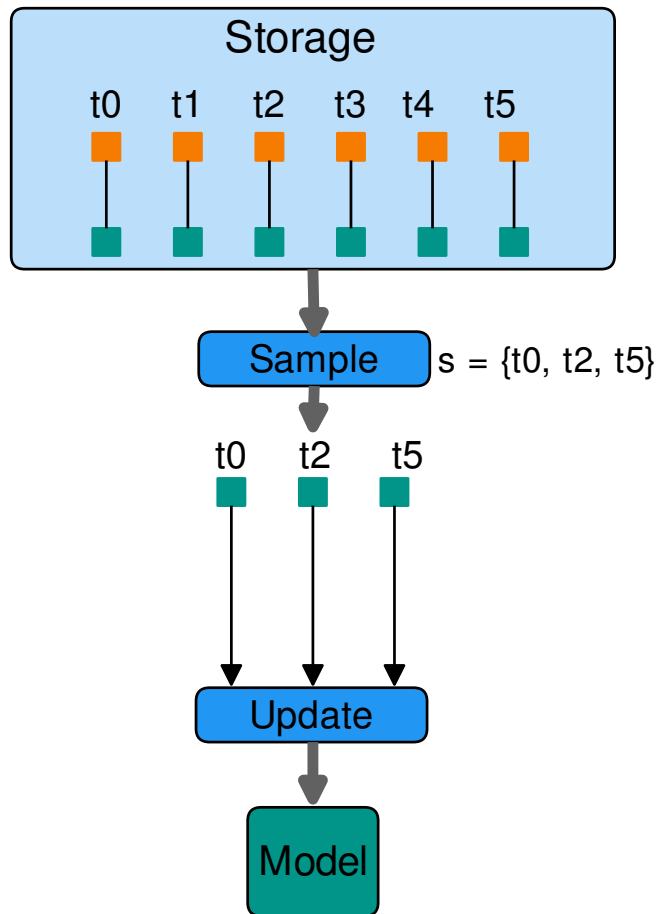 Storage
t0 t1 t2 t3 t4 t5
Sample s = {t0, t2, t5}
t0 t2 t5
Update
Model